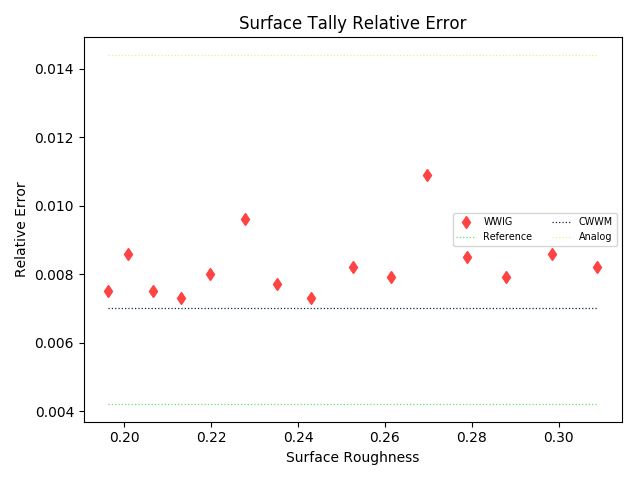 Surface Tally Relative Error
0.014
0.012
0.010
0.008
0.006
0.004
Relative Error
WWIG
Reference
CWWM
Analog
0.20 0.22 0.24 0.26 0.28 0.30
Surface Roughness